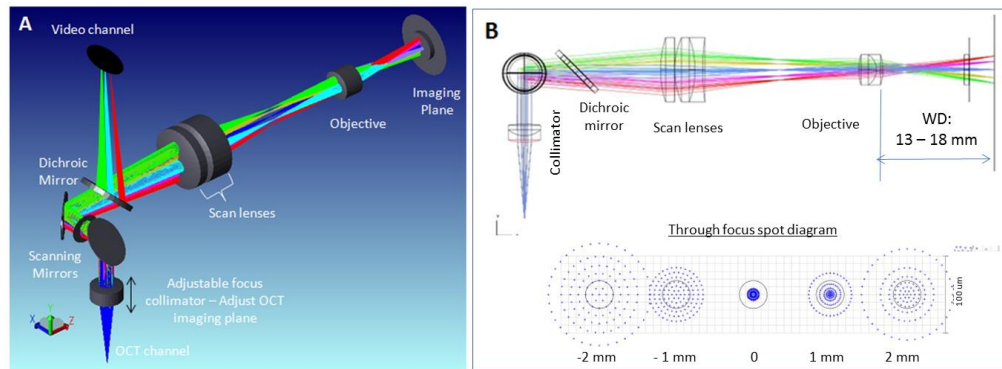 A
Video channel
Imaging
Plane
Objective
Dichroic
Mirror
Scan lenses
Scanning
Mirrors
Adjustable focus
collimator – Adjust OCT
imaging plane
Y
X
Z
OCT channel
B
Collimator
Dichroic
mirror
Scan lenses
Objective
WD:
13 – 18 mm
Through focus spot diagram
100 um
-2 mm
- 1 mm
0
1 mm
2 mm